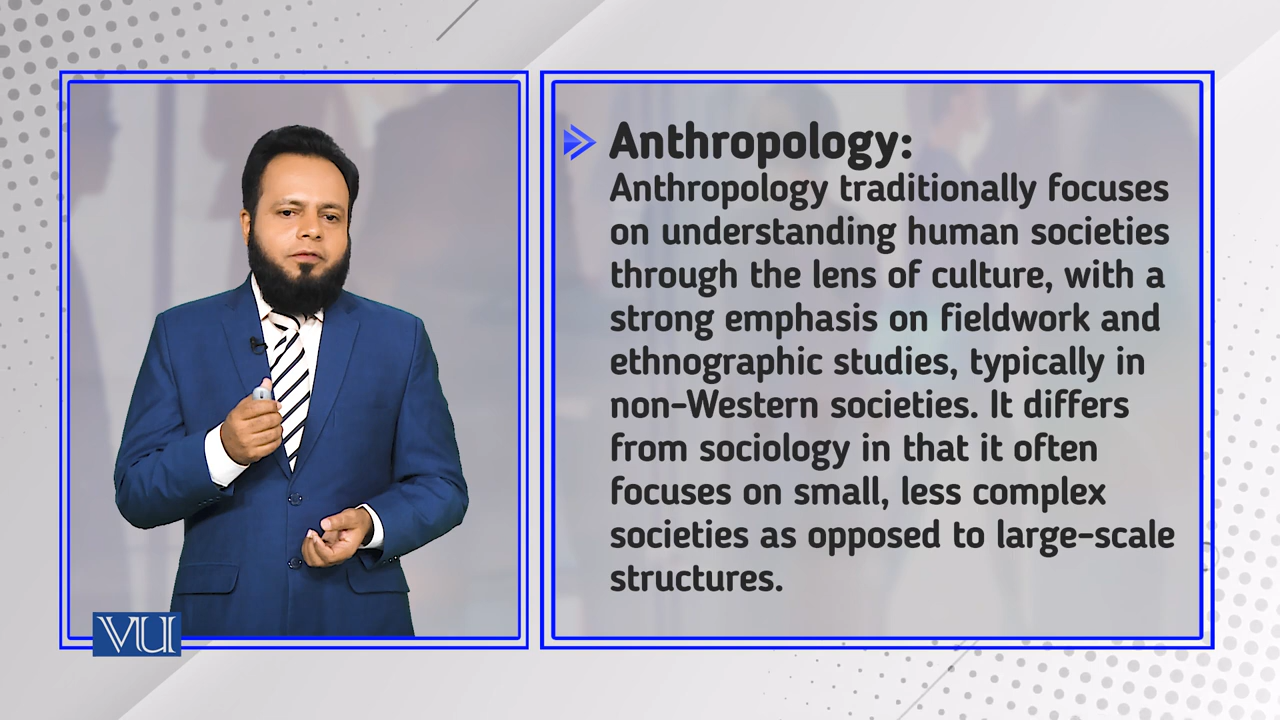 Anthropology:
Anthropology traditionally focuses
on understanding human societies
through the lens of culture, with a
strong emphasis on fieldwork and
ethnographic studies, typically in
non-Western societies. It differs
from sociology in that it often
focuses on small, less complex
societies as opposed to large-scale
structures.
VU